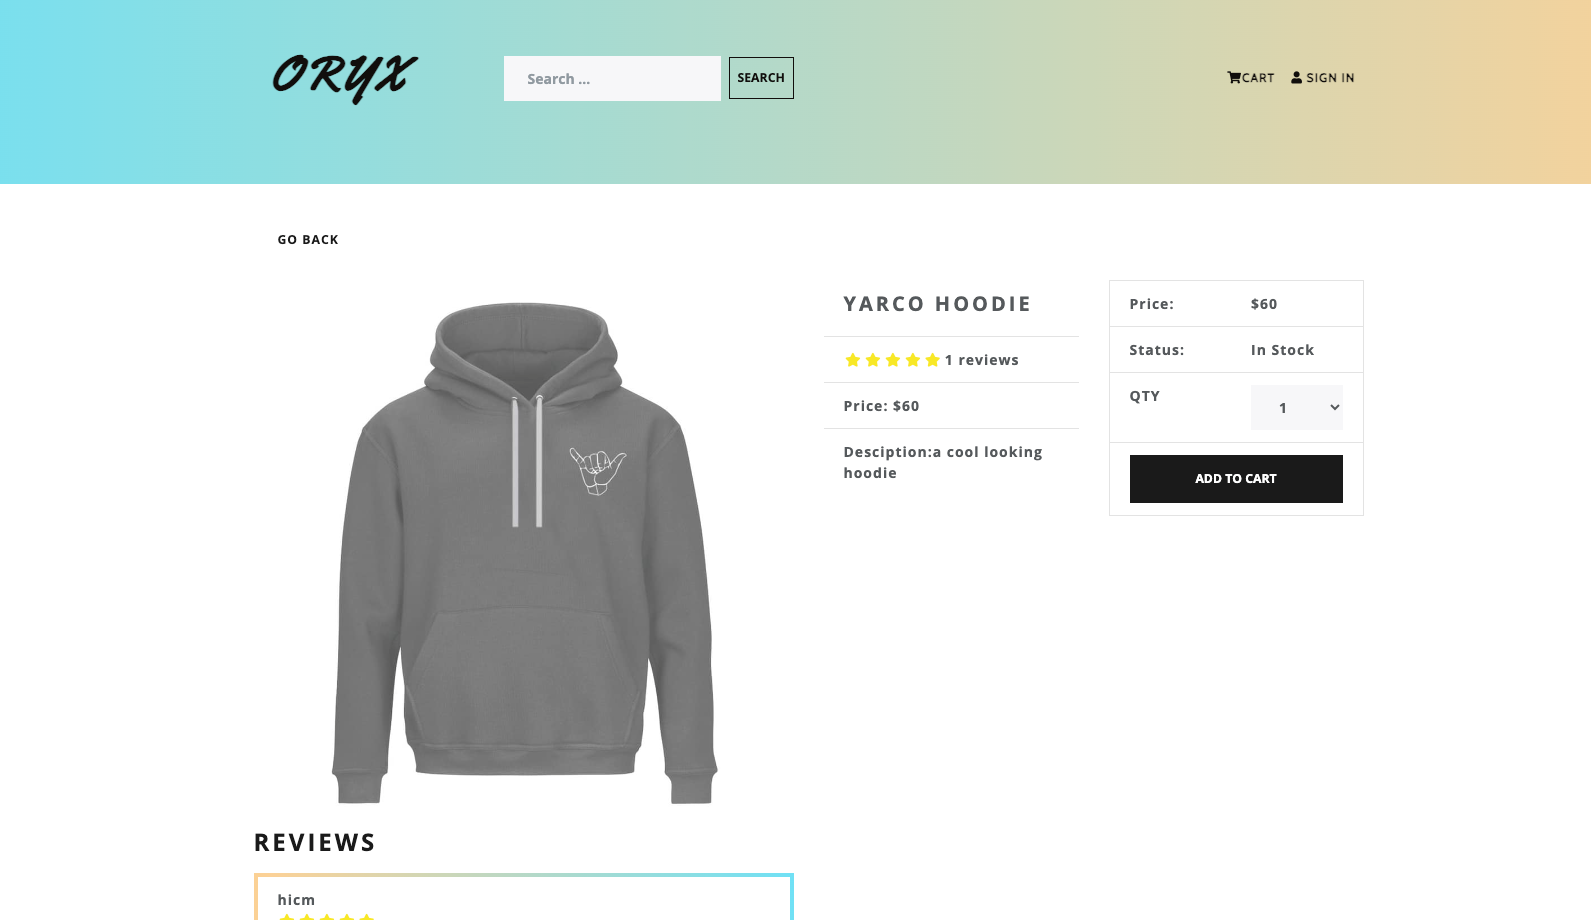 ORYX
Search ...
SEARCH
CART
SIGN IN
GO BACK
YARCO HOODIE
1 reviews
Price: $60
Desciption:a cool looking
hoodie
Price: $60
Status: In Stock
QTY 1
ADD TO CART
REVIEWS
hicm